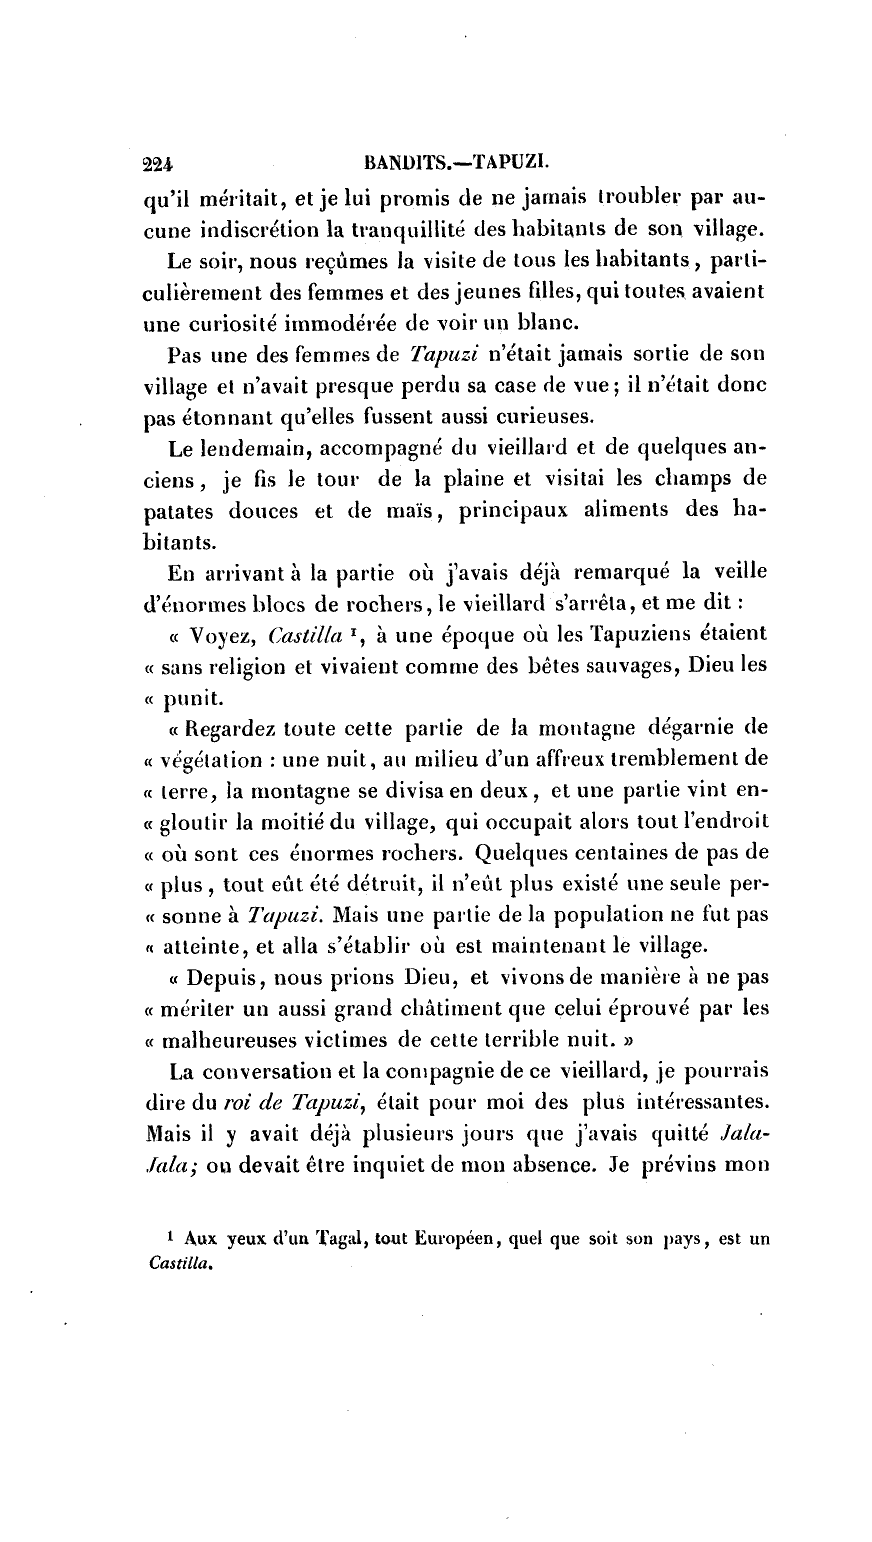 224 BANDITS.—TAPUZI.
qu'il méritait, et je lui promis de ne jamais troubler par au-
cune indiscrétion la tranquillité des habitants de son village.
Le soir, nous reçûmes la visite de tous les habitants, parti-
culièrement des femmes et des jeunes filles, qui toutes avaient
une curiosité immodérée de voir un blanc.
Pas une des femmes de Tapuzi n'était jamais sortie de son
village et n'avait presque perdu sa case de vue; il n'était donc
pas étonnant qu'elles fussent aussi curieuses.
Le lendemain, accompagné du vieillard et de quelques an-
ciens, je fis le tour de la plaine et visitai les champs de
patates douces et de maïs, principaux aliments des ha-
bitants.
En arrivant à la partie où j'avais déjà remarqué la veille
d'énormes blocs de rochers, le vieillard s'arrêta, et me dit :
« Voyez, Castilla ¹, à une époque où les Tapuziens étaient
« sans religion et vivaient comme des bêtes sauvages, Dieu les
« punit.
« Regardez toute cette partie de la montagne dégarnie de
« végétation : une nuit, au milieu d'un affreux tremblement de
« terre, la montagne se divisa en deux, et une partie vint en-
« gloutir la moitié du village, qui occupait alors tout l'endroit
« où sont ces énormes rochers. Quelques centaines de pas de
« plus, tout eût été détruit, il n'eût plus existé une seule per-
« sonne à Tapuzi. Mais une partie de la population ne fut pas
« atteinte, et alla s'établir où est maintenant le village.
« Depuis, nous prions Dieu, et vivons de manière à ne pas
« mériter un aussi grand châtiment que celui éprouvé par les
« malheureuses victimes de cette terrible nuit. »
La conversation et la compagnie de ce vieillard, je pourrais
dire du roi de Tapuzi, était pour moi des plus intéressantes.
Mais il y avait déjà plusieurs jours que j'avais quitté Jala-
Jala; on devait être inquiet de mon absence. Je prévins mon
¹ Aux yeux d'un Tagal, tout Européen, quel que soit son pays, est un
Castilla.